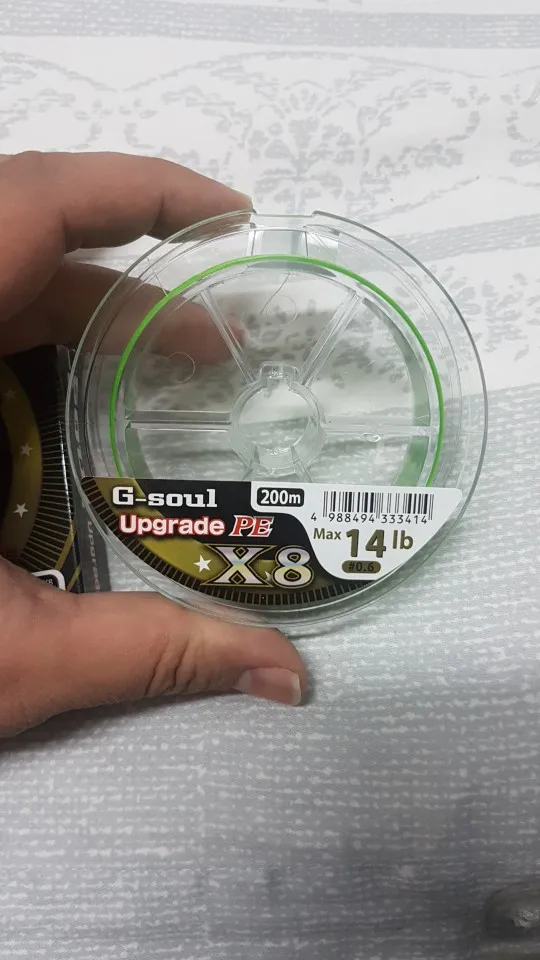 G-soul
200m
Upgrade PE
X8
4 988494 333414
Max 14 lb
#0.6